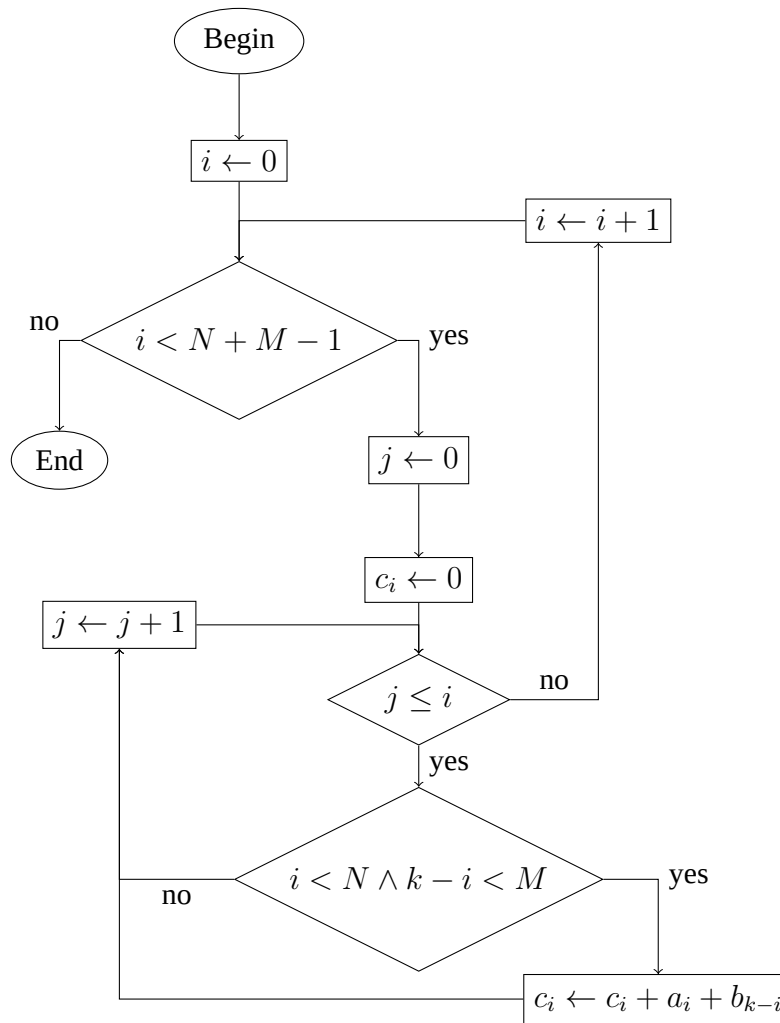 Begin
i ← 0
i ← i + 1
i < N + M − 1
no
yes
End
j ← 0
c_i ← 0
j ← j + 1
j ≤ i
no
yes
i < N ∧ k − i < M
no
yes
c_i ← c_i + a_i + b_{k−i}